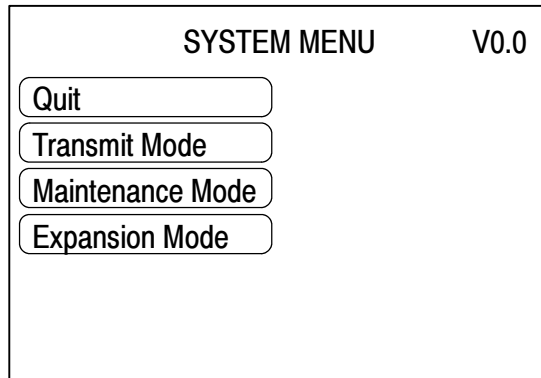 SYSTEM MENU V0.0
Quit
Transmit Mode
Maintenance Mode
Expansion Mode